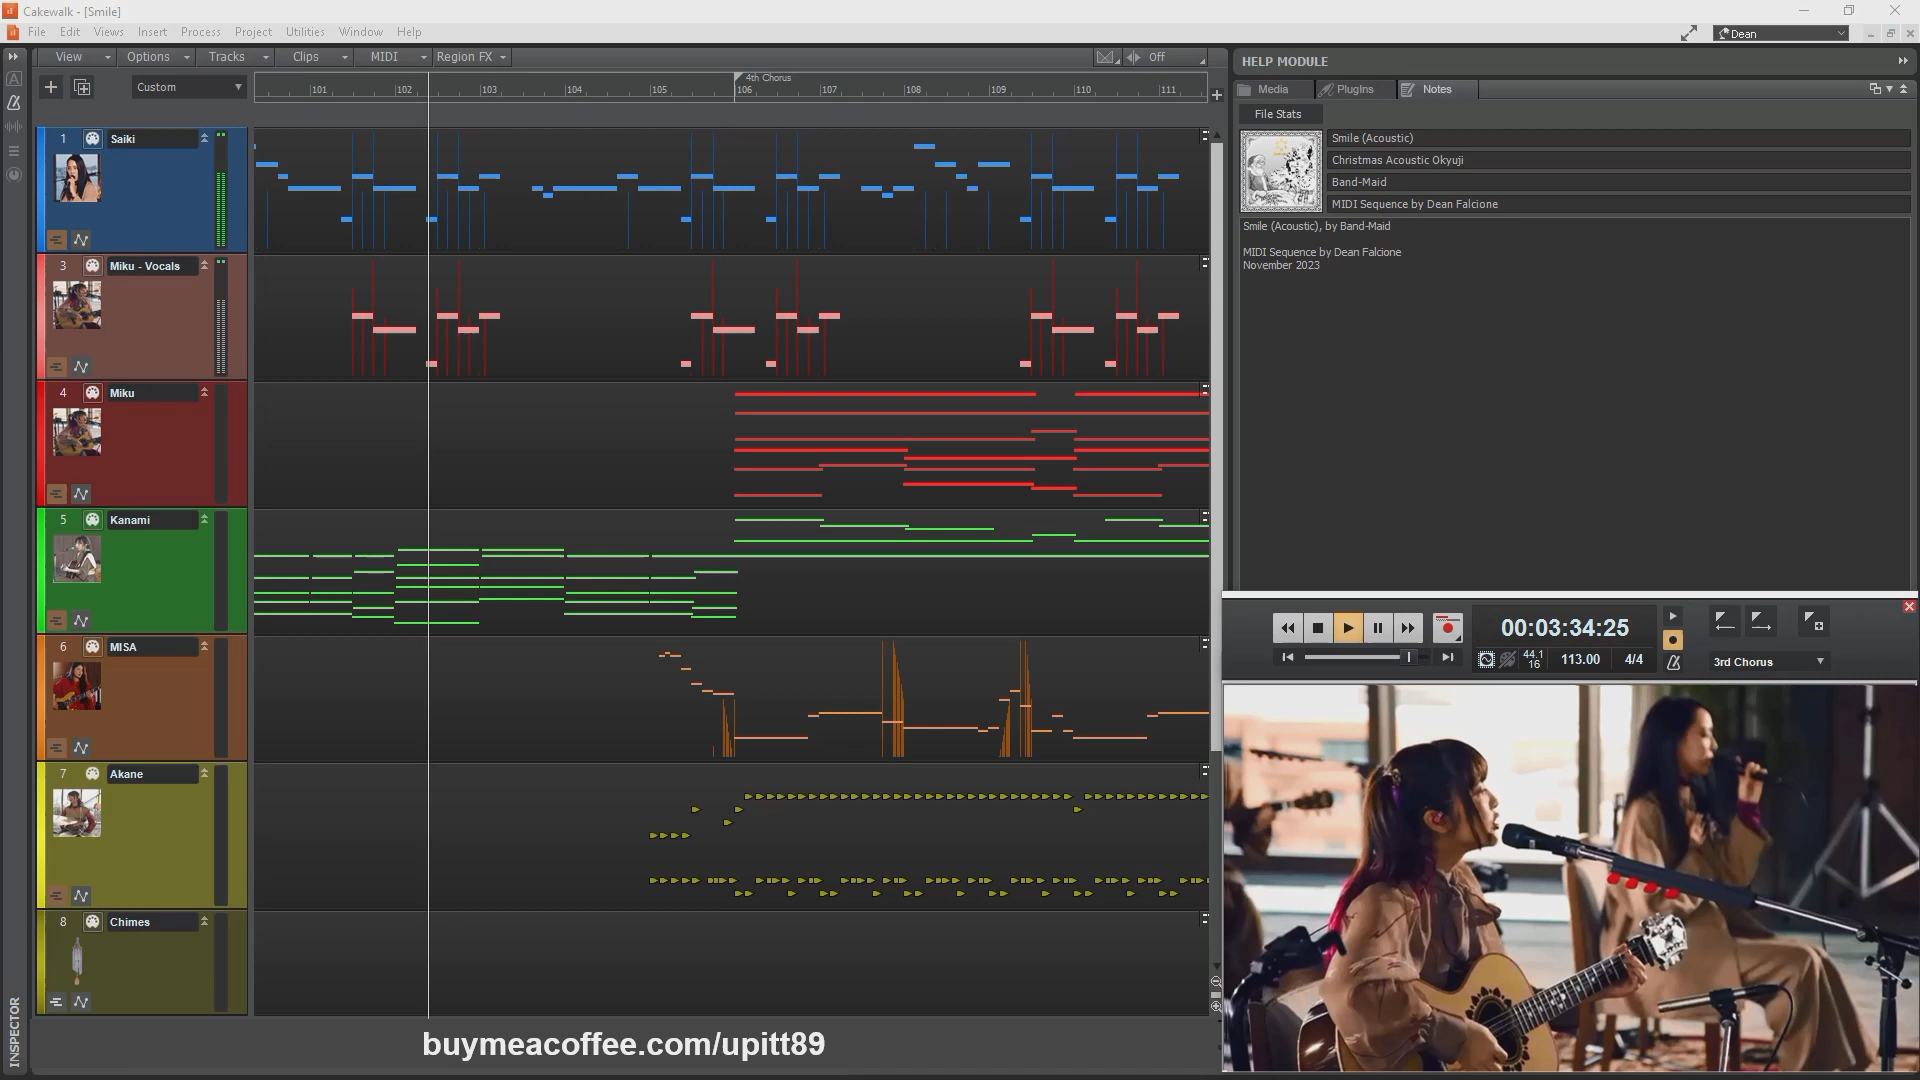 Cakewalk - [Smile]
File Edit Views Insert Process Project Utilities Window Help
Dean
View Options Tracks Clips MIDI Region FX Off
Custom
4th Chorus
101 102 103 104 105 106 107 108 109 110 111
1 Saiki
3 Miku - Vocals
4 Miku
5 Kanami
6 MISA
7 Akane
8 Chimes
INSPECTOR
HELP MODULE
Media PlugIns Notes
File Stats
Smile (Acoustic)
Christmas Acoustic Okyuji
Band-Maid
MIDI Sequence by Dean Falcione
Smile (Acoustic), by Band-Maid
MIDI Sequence by Dean Falcione
November 2023
00:03:34:25
44.1
16
113.00 4/4
3rd Chorus
buymeacoffee.com/upitt89